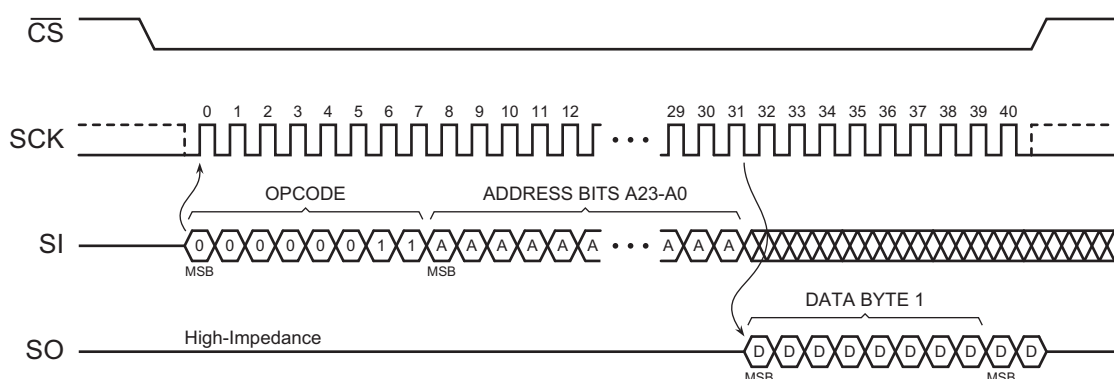 CS
0 1 2 3 4 5 6 7 8 9 10 11 12 29 30 31 32 33 34 35 36 37 38 39 40
SCK
OPCODE ADDRESS BITS A23-A0
SI 0 0 0 0 0 0 1 1 A A A A A A A A A
MSB MSB
DATA BYTE 1
High-Impedance
SO D D D D D D D D D D
MSB MSB